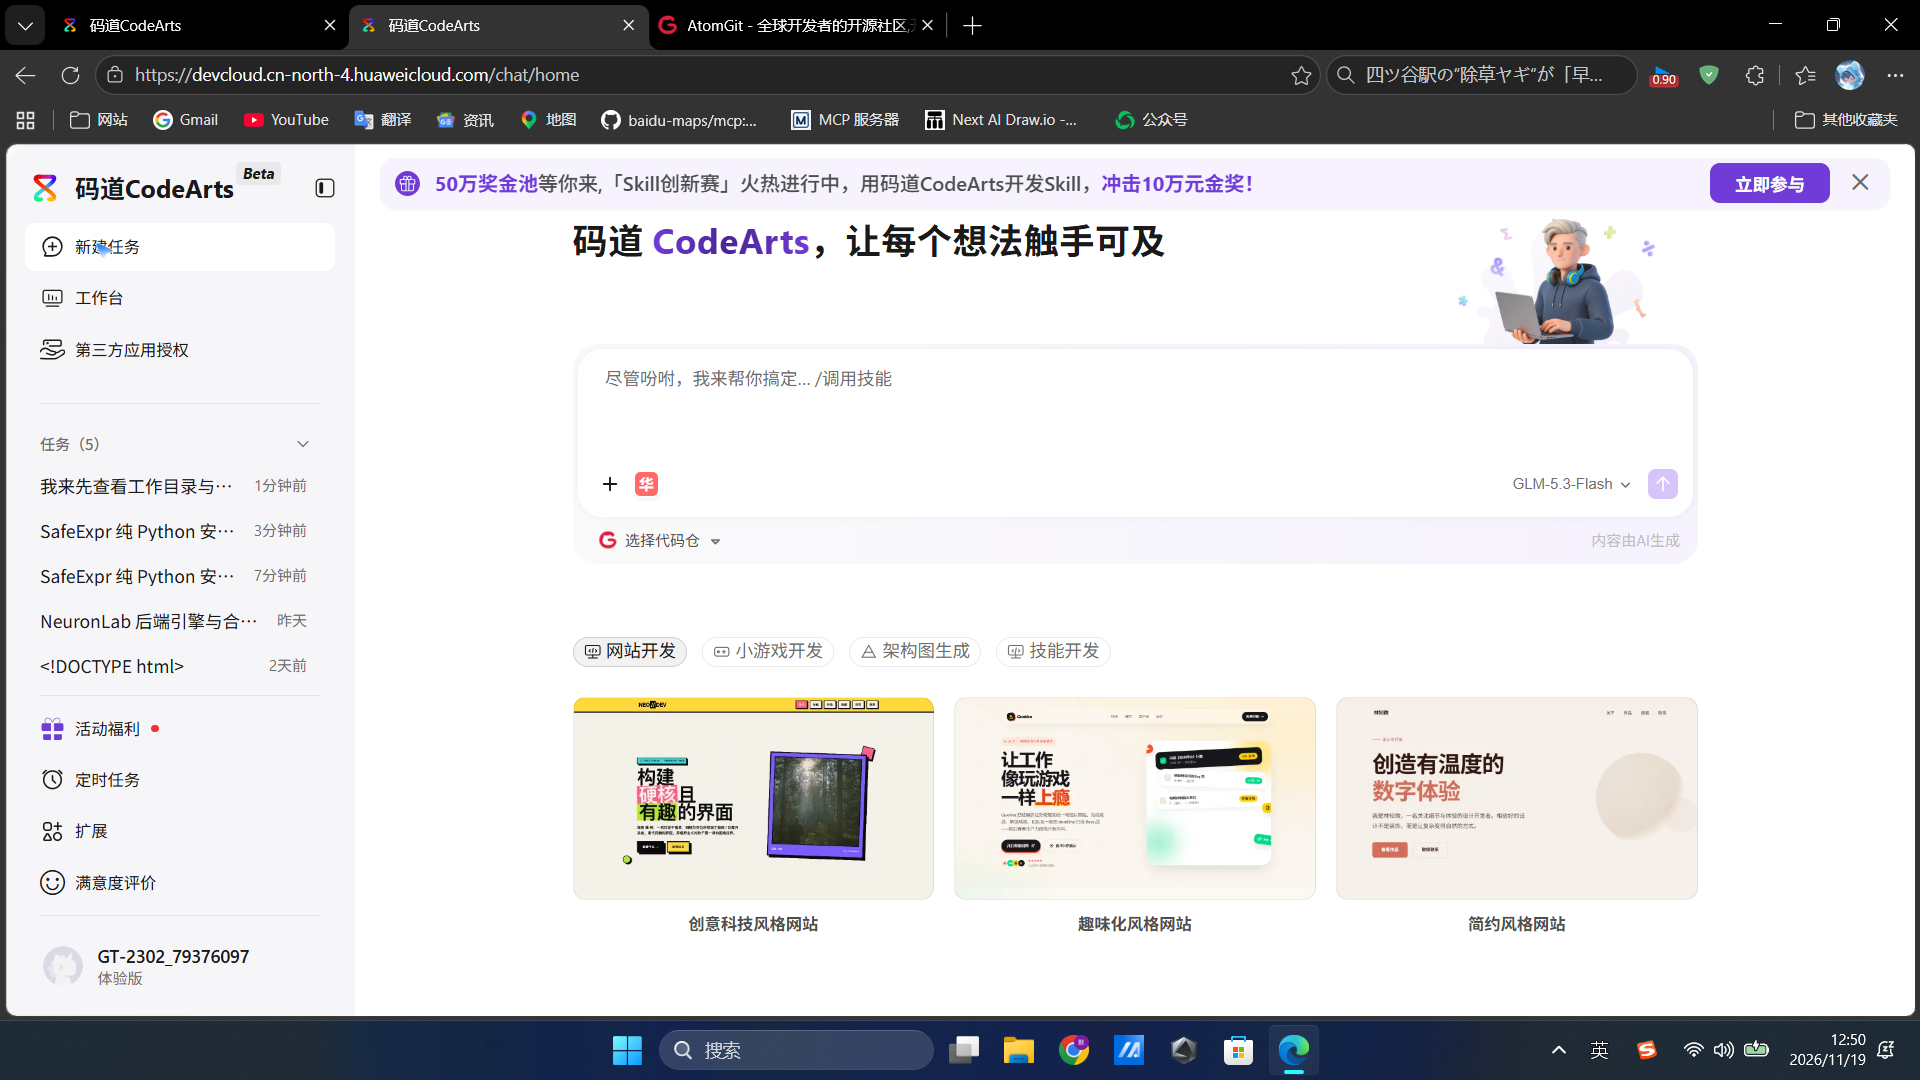 码道CodeArts
码道CodeArts
AtomGit - 全球开发者的开源社区,
https://devcloud.cn-north-4.huaweicloud.com/chat/home
四ツ谷駅の"除草ヤギ"が「早...
0.90
网站
Gmail
YouTube
翻译
资讯
地图
baidu-maps/mcp:...
MCP 服务器
Next AI Draw.io -...
公众号
其他收藏夹
码道CodeArts
Beta
新建任务
工作台
第三方应用授权
任务（5）
我来先查看工作目录与··· 1分钟前
SafeExpr 纯 Python 安··· 3分钟前
SafeExpr 纯 Python 安··· 7分钟前
NeuronLab 后端引擎与合··· 昨天
<!DOCTYPE html> 2天前
活动福利
定时任务
扩展
满意度评价
GT-2302_79376097
体验版
50万奖金池等你来,「Skill创新赛」火热进行中，用码道CodeArts开发Skill，冲击10万元金奖!
立即参与
码道 CodeArts，让每个想法触手可及
尽管吩咐，我来帮你搞定... /调用技能
华
GLM-5.3-Flash
选择代码仓
内容由AI生成
网站开发
小游戏开发
架构图生成
技能开发
NEO//DEV
构建
硬核且
有趣的界面
创意科技风格网站
Quokka
让工作
像玩游戏
一样上瘾
趣味化风格网站
创造有温度的
数字体验
简约风格网站
搜索
英
12:50
2026/11/19